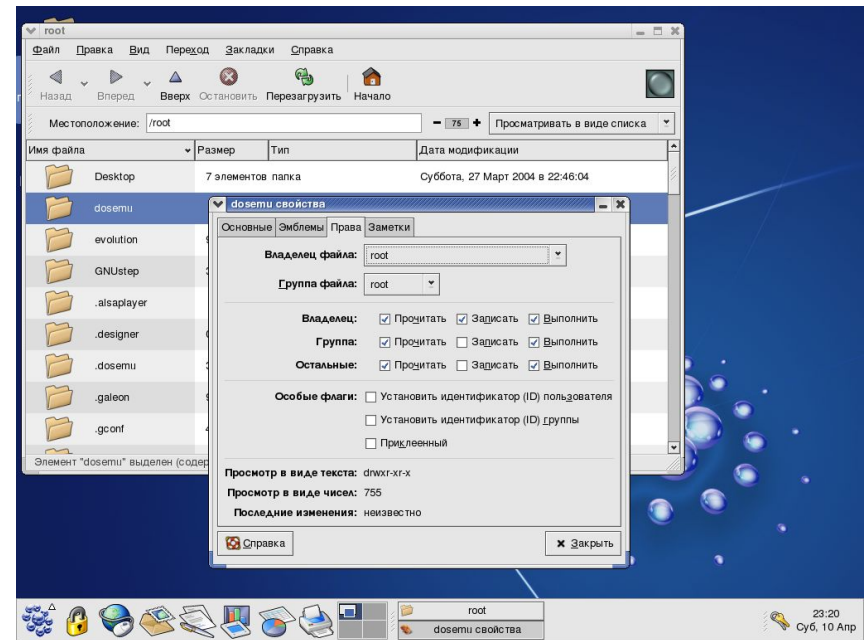 root
Файл Правка Вид Переход Закладки Справка
Назад Вперед Вверх Остановить Перезагрузить Начало
Местоположение: /root 75 Просматривать в виде списка
Имя файла Размер Тип Дата модификации
Desktop 7 элементов папка Суббота, 27 Март 2004 в 22:46:04
dosemu
evolution
GNUstep
.alsaplayer
.designer
.dosemu
.galeon
.gconf
Элемент "dosemu" выделен (содер
dosemu свойства
Основные Эмблемы Права Заметки
Владелец файла: root
Группа файла: root
Владелец: Прочитать Записать Выполнить
Группа: Прочитать Записать Выполнить
Остальные: Прочитать Записать Выполнить
Особые флаги: Установить идентификатор (ID) пользователя
Установить идентификатор (ID) группы
Приклеенный
Просмотр в виде текста: drwxr-xr-x
Просмотр в виде чисел: 755
Последние изменения: неизвестно
Справка Закрыть
root
dosemu свойства
23:20
Суб, 10 Апр